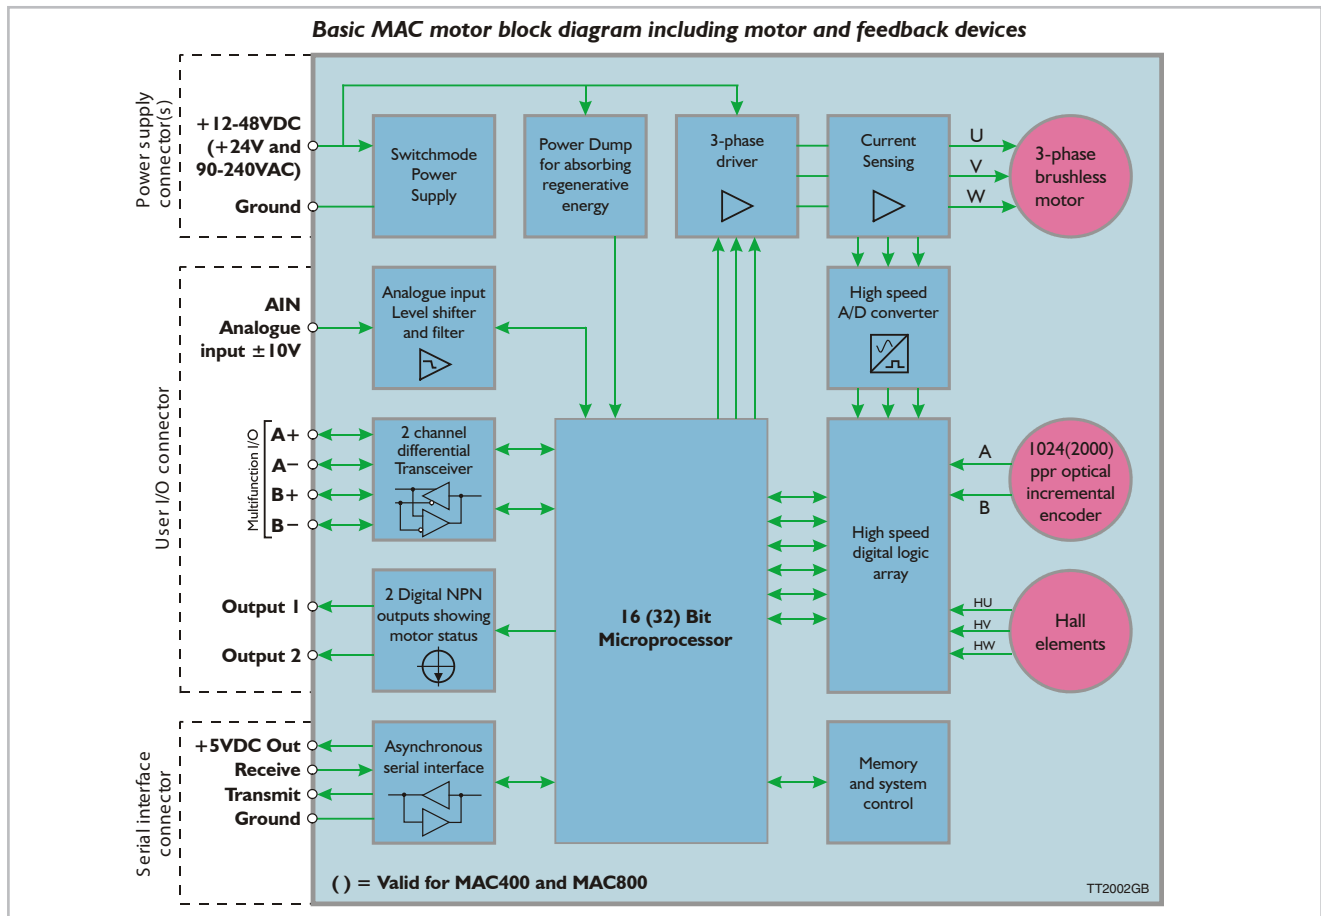 Basic MAC motor block diagram including motor and feedback devices
Power supply
connector(s)
+12-48VDC
(+24V and
90-240VAC)
Ground
Switchmode
Power
Supply
Power Dump
for absorbing
regenerative
energy
3-phase
driver
Current
Sensing
U
V
W
3-phase
brushless
motor
User I/O connector
AIN
Analogue
input ±10V
Analogue input
Level shifter
and filter
High speed
A/D converter
Multifunction I/O
A+
A−
B+
B−
2 channel
differential
Transceiver
16 (32) Bit
Microprocessor
High speed
digital logic
array
A
B
1024(2000)
ppr optical
incremental
encoder
Output 1
Output 2
2 Digital NPN
outputs showing
motor status
HU
HV
HW
Hall
elements
Serial interface
connector
+5VDC Out
Receive
Transmit
Ground
Asynchronous
serial interface
Memory
and system
control
( ) = Valid for MAC400 and MAC800
TT2002GB